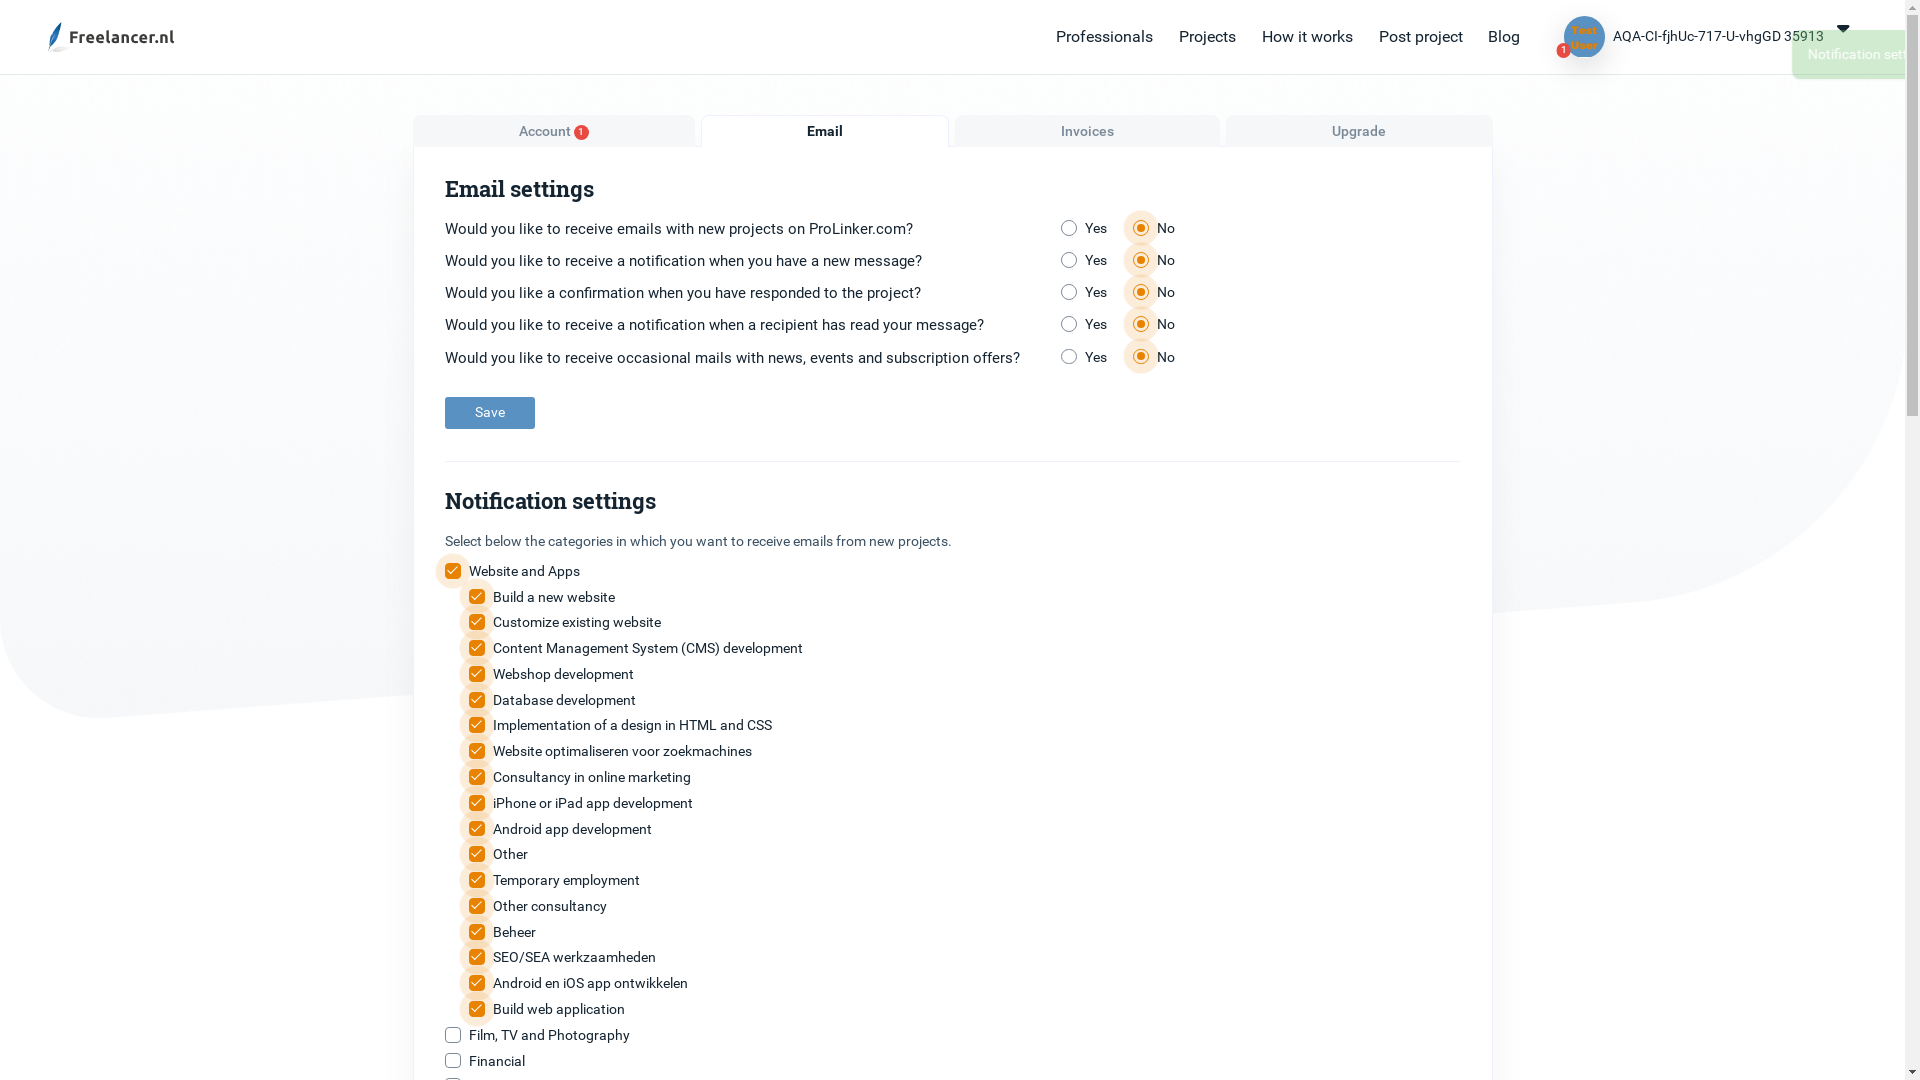 Freelancer.nl
Professionals Projects How it works Post project Blog
Test User
1
AQA-CI-fjhUc-717-U-vhgGD 35913
Notification
Account 1 Email Invoices Upgrade
Email settings
Would you like to receive emails with new projects on ProLinker.com? Yes No
Would you like to receive a notification when you have a new message? Yes No
Would you like a confirmation when you have responded to the project? Yes No
Would you like to receive a notification when a recipient has read your message? Yes No
Would you like to receive occasional mails with news, events and subscription offers? Yes No
Save
Notification settings
Select below the categories in which you want to receive emails from new projects.
Website and Apps
Build a new website
Customize existing website
Content Management System (CMS) development
Webshop development
Database development
Implementation of a design in HTML and CSS
Website optimaliseren voor zoekmachines
Consultancy in online marketing
iPhone or iPad app development
Android app development
Other
Temporary employment
Other consultancy
Beheer
SEO/SEA werkzaamheden
Android en iOS app ontwikkelen
Build web application
Film, TV and Photography
Financial